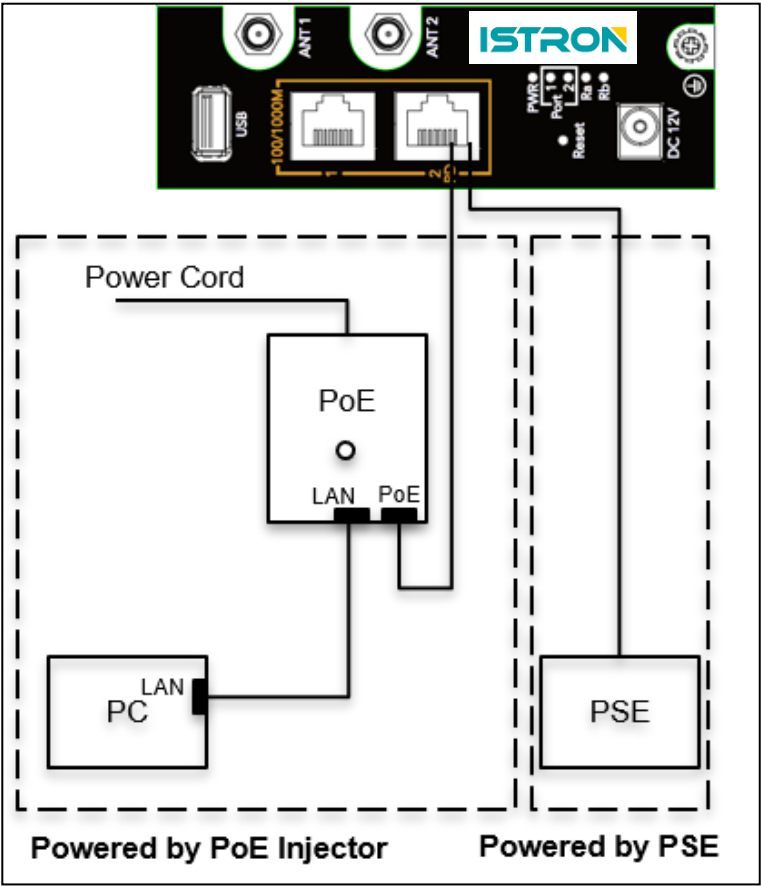 ANT 1
ANT 2
ISTRON
USB
100/1000M
1
2
PWR
1
2
Port
Ra
Rb
Reset
DC 12V
Power Cord
PoE
LAN PoE
LAN
PC
PSE
Powered by PoE Injector
Powered by PSE